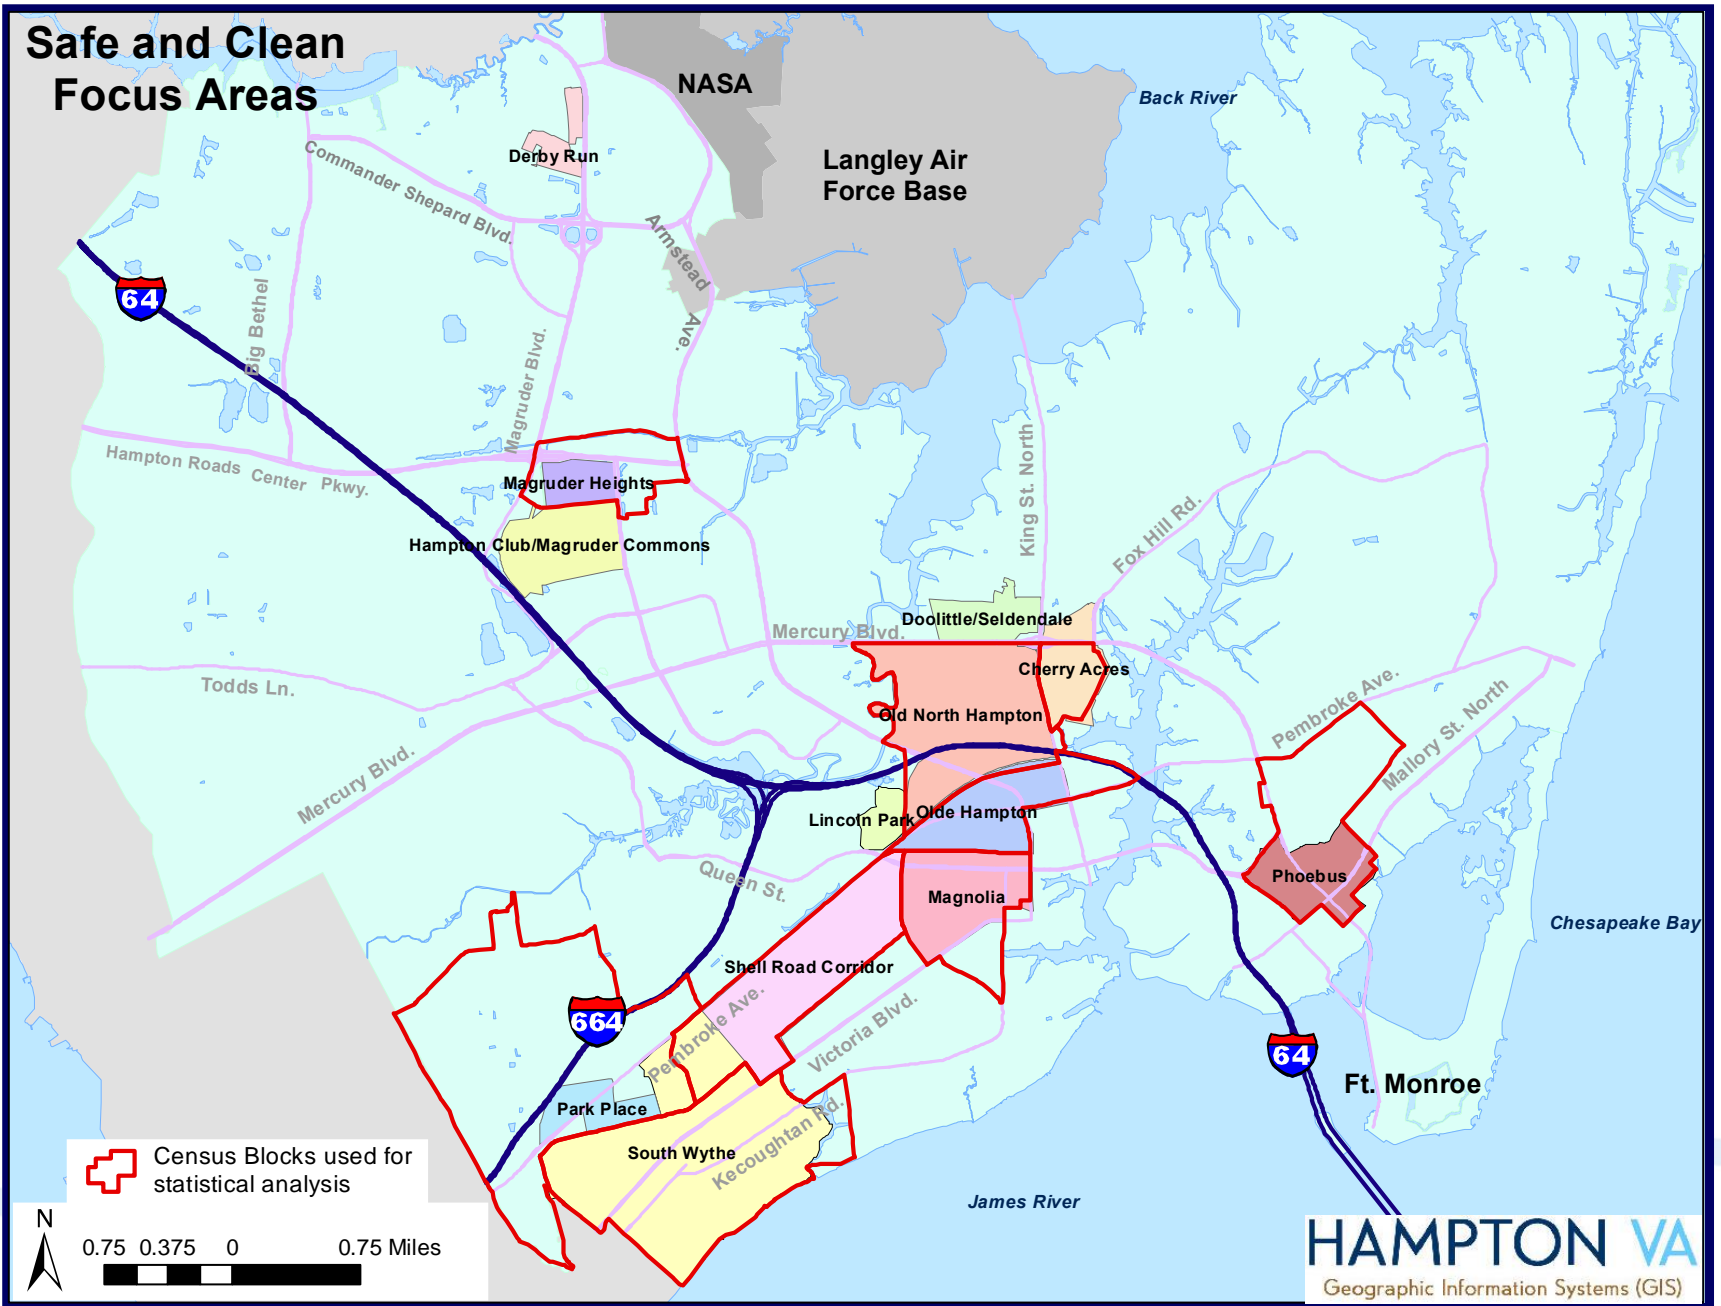 Safe and Clean
Focus Areas
NASA
Back River
Langley Air
Force Base
Derby Run
Commander Shepard Blvd.
Armstead
Ave.
64
Big Bethel
Magruder Blvd.
Hampton Roads Center Pkwy.
Magruder Heights
King St. North
Fox Hill Rd.
Hampton Club/Magruder Commons
Doolittle/Seldendale
Mercury Blvd.
Cherry Acres
Todds Ln.
Old North Hampton
Pembroke Ave.
Mallory St. North
Mercury Blvd.
Lincoln Park
Olde Hampton
Queen St.
Magnolia
Phoebus
Chesapeake Bay
Shell Road Corridor
664
Pembroke Ave.
Victoria Blvd.
64
Ft. Monroe
Park Place
Kecoughtan Rd.
South Wythe
Census Blocks used for
statistical analysis
James River
N
0.75 0.375 0 0.75 Miles
HAMPTON VA
Geographic Information Systems (GIS)